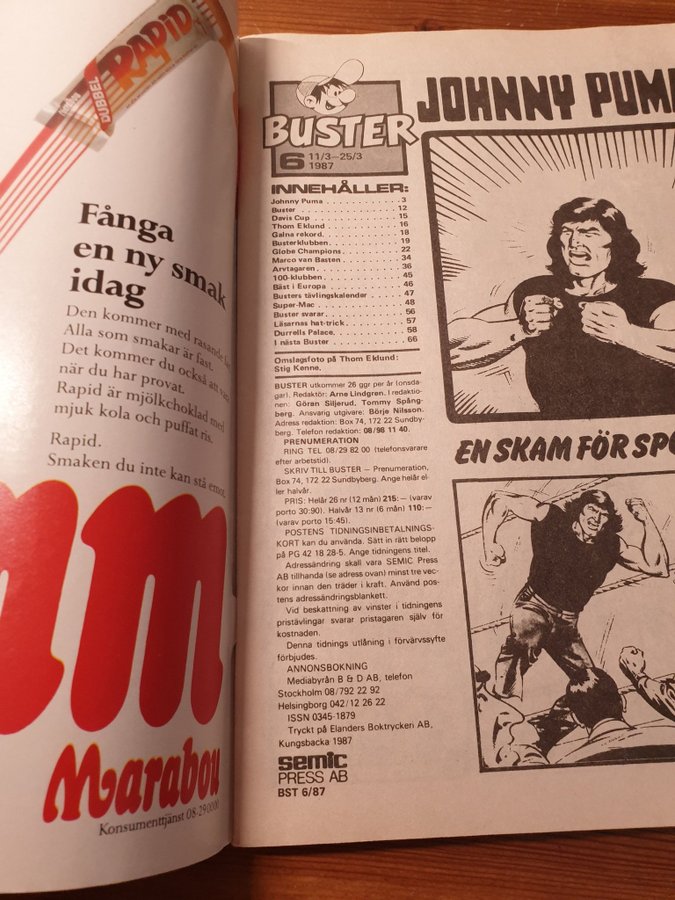 RAPID
DUBBEL
Fånga
en ny smak
idag
Den kommer med rasande
Alla som smakar är fast.
Det kommer du också att
när du har provat.
Rapid är mjölkchoklad med
mjuk kola och puffat ris.
Rapid.
Smaken du inte kan stå emot.
mm
Marabou
Konsumenttjänst 08-29 0000
BUSTER
6 11/3–25/3
1987
INNEHÅLLER:
Johnny Puma 3
Buster 12
Davis Cup 15
Thom Eklund 16
Galna rekord. 18
Busterklubben 19
Globe Champions 22
Marco van Basten 34
Arvtagaren 36
100-klubben 45
Bäst i Europa 46
Busters tävlingskalender 47
Super-Mac 48
Buster svarar 56
Läsarnas hat-trick 57
Durrells Palace 58
I nästa Buster 66
Omslagsfoto på Thom Eklund:
Stig Kenne.
BUSTER utkommer 26 ggr per år (onsda-
gar). Redaktör: Arne Lindgren. I redaktio-
nen: Göran Siljerud, Tommy Spång-
berg. Ansvarig utgivare: Börje Nilsson.
Adress redaktion: Box 74, 172 22 Sundby-
berg. Telefon redaktion: 08/98 11 40.
PRENUMERATION
RING TEL 08/29 82 00 (telefonsvarare
efter arbetstid).
SKRIV TILL BUSTER — Prenumeration,
Box 74, 172 22 Sundbyberg. Ange helår el-
ler halvår.
PRIS: Helår 26 nr (12 mån) 215:— (varav
porto 30:90). Halvår 13 nr (6 mån) 110:—
(varav porto 15:45).
POSTENS TIDNINGSINBETALNINGS-
KORT kan du använda. Sätt in rätt belopp
på PG 42 18 28-5. Ange tidningens titel.
Adressändring skall vara SEMIC Press
AB tillhanda (se adress ovan) minst tre vec-
kor innan den träder i kraft. Använd pos-
tens adressändringsblankett.
Vid beskattning av vinster i tidningens
pristävlingar svarar pristagaren själv för
kostnaden.
Denna tidnings utlåning i förvärvssyfte
förbjudes.
ANNONSBOKNING
Mediabyrån B & D AB, telefon
Stockholm 08/792 22 92
Helsingborg 042/12 26 22
ISSN 0345-1879
Tryckt på Elanders Boktryckeri AB,
Kungsbacka 1987
semic
PRESS AB
BST 6/87
JOHNNY PUM
EN SKAM FÖR SPO